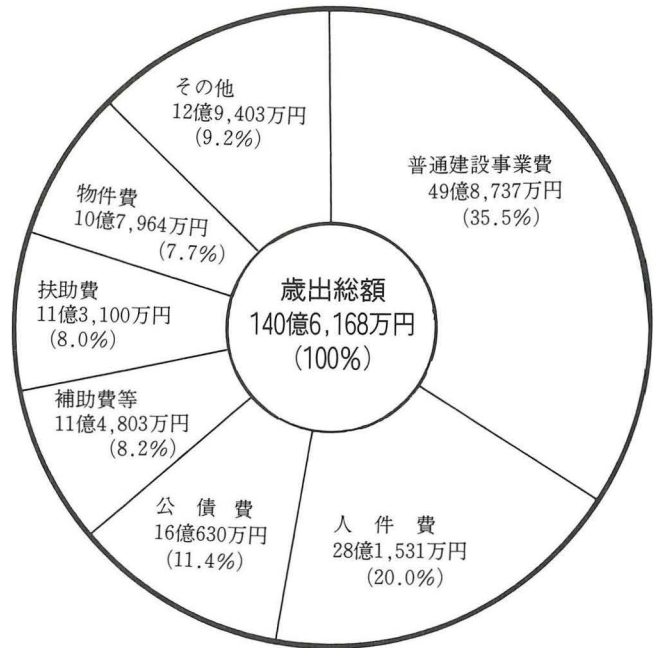 歳出総額
140億6,168万円
(100%)
普通建設事業費
49億8,737万円
(35.5%)
人件費
28億1,531万円
(20.0%)
公債費
16億630万円
(11.4%)
補助費等
11億4,803万円
(8.2%)
扶助費
11億3,100万円
(8.0%)
物件費
10億7,964万円
(7.7%)
その他
12億9,403万円
(9.2%)